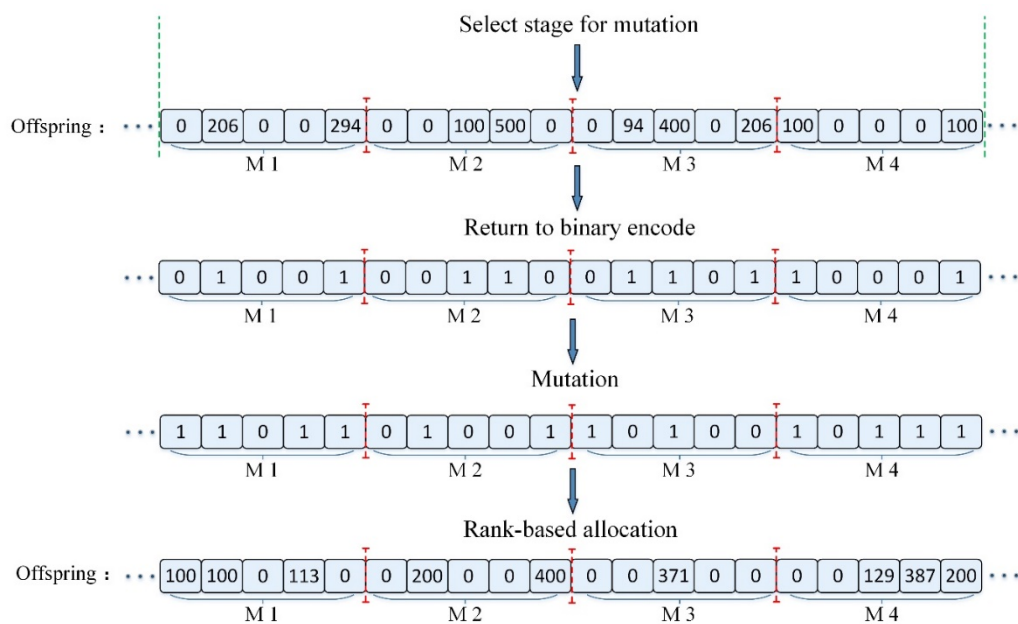 Select stage for mutation
Offspring : ··· 0 206 0 0 294 0 0 100 500 0 0 94 400 0 206 100 0 0 0 100 ···
M 1 M 2 M 3 M 4
Return to binary encode
··· 0 1 0 0 1 0 0 1 1 0 0 1 1 0 1 1 0 0 0 1 ···
M 1 M 2 M 3 M 4
Mutation
··· 1 1 0 1 1 0 1 0 0 1 1 0 1 0 0 1 0 1 1 1 ···
M 1 M 2 M 3 M 4
Rank-based allocation
Offspring : ··· 100 100 0 113 0 0 200 0 0 400 0 0 371 0 0 0 0 129 387 200 ···
M 1 M 2 M 3 M 4